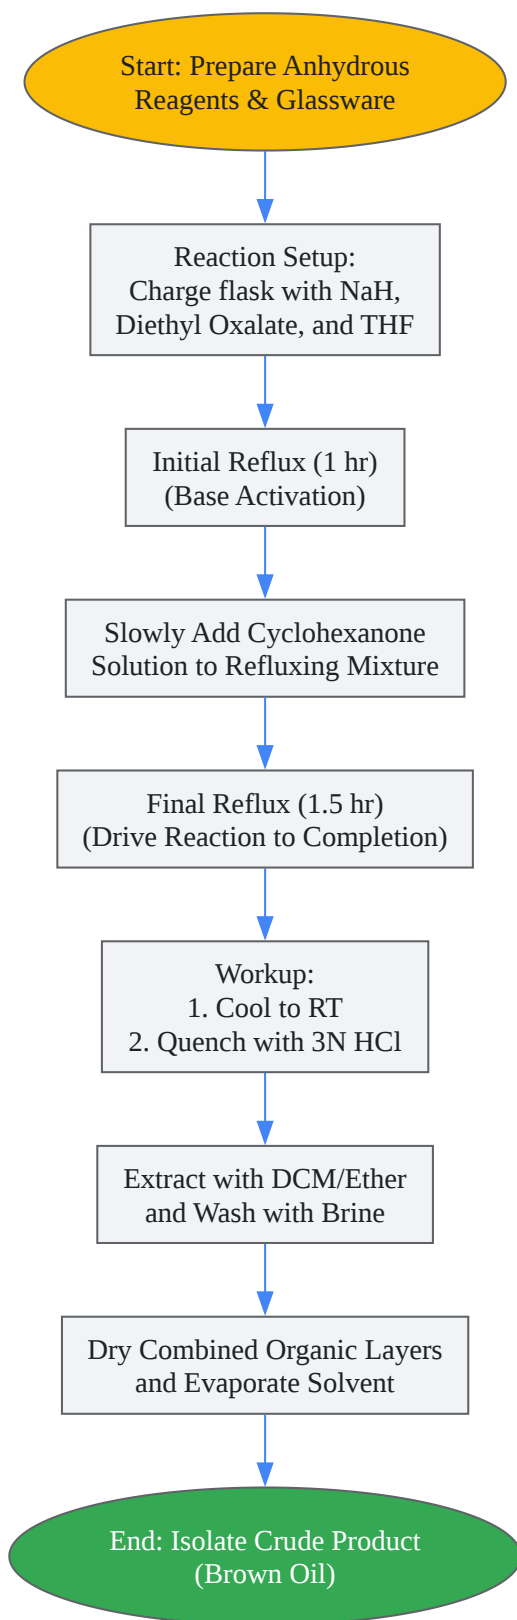 Start: Prepare Anhydrous
Reagents & Glassware
Reaction Setup:
Charge flask with NaH,
Diethyl Oxalate, and THF
Initial Reflux (1 hr)
(Base Activation)
Slowly Add Cyclohexanone
Solution to Refluxing Mixture
Final Reflux (1.5 hr)
(Drive Reaction to Completion)
Workup:
1. Cool to RT
2. Quench with 3N HCl
Extract with DCM/Ether
and Wash with Brine
Dry Combined Organic Layers
and Evaporate Solvent
End: Isolate Crude Product
(Brown Oil)